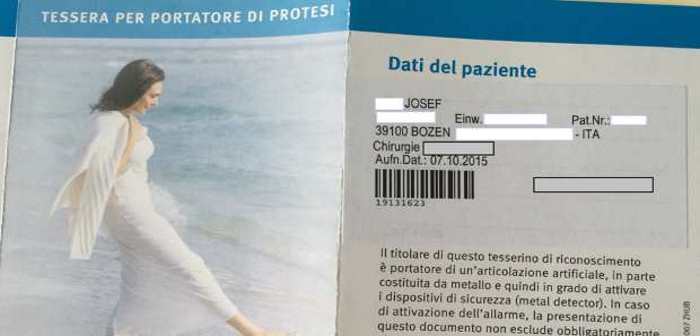 TESSERA PER PORTATORE DI PROTESI
Dati del paziente
JOSEF
Einw. Pat.Nr.:
39100 BOZEN - ITA
Chirurgie
Aufn.Dat.: 07.10.2015
19131623
Il titolare di questo tesserino di riconoscimento
è portatore di un'articolazione artificiale, in parte
costituita da metallo e quindi in grado di attivare
i dispositivi di sicurezza (metal detector). In caso
di attivazione dell'allarme, la presentazione di
questo documento non esclude obbligatoriamente